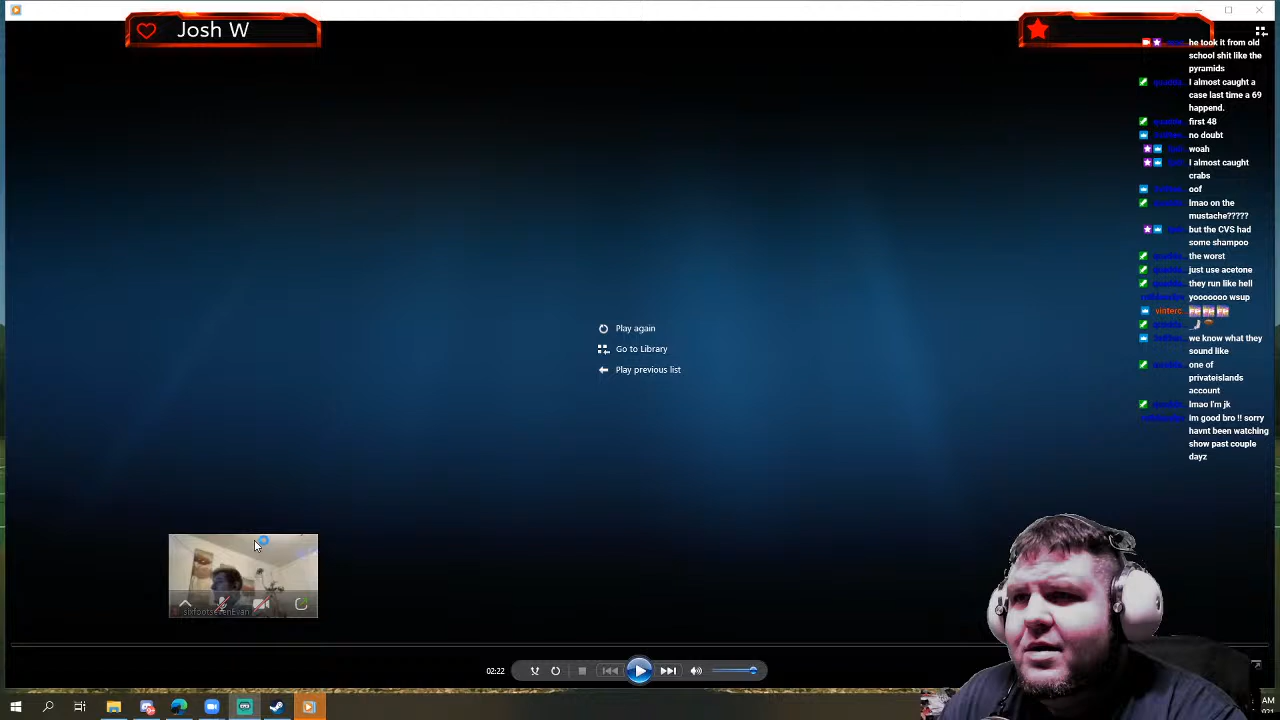 Josh W
he took it from old
school shit like the
pyramids
I almost caught a
case last time a 69
happend.
first 48
no doubt
woah
I almost caught
crabs
oof
lmao on the
mustache?????
but the CVS had
some shampoo
the worst
just use acetone
they run like hell
yooooooo wsup
vinterc...
we know what they
sound like
one of
privateislands
account
lmao I'm jk
im good bro !! sorry
havnt been watching
show past couple
dayz
Play again
Go to Library
Play previous list
sixfootsevenEvan
02:22
AM